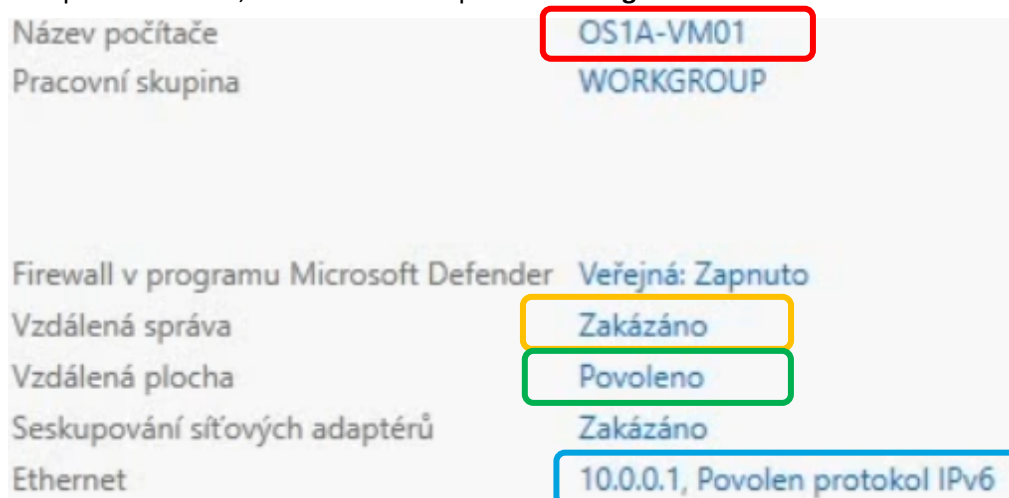 Název počítače OS1A-VM01
Pracovní skupina WORKGROUP
Firewall v programu Microsoft Defender Veřejná: Zapnuto
Vzdálená správa Zakázáno
Vzdálená plocha Povoleno
Seskupování síťových adaptérů Zakázáno
Ethernet 10.0.0.1, Povolen protokol IPv6